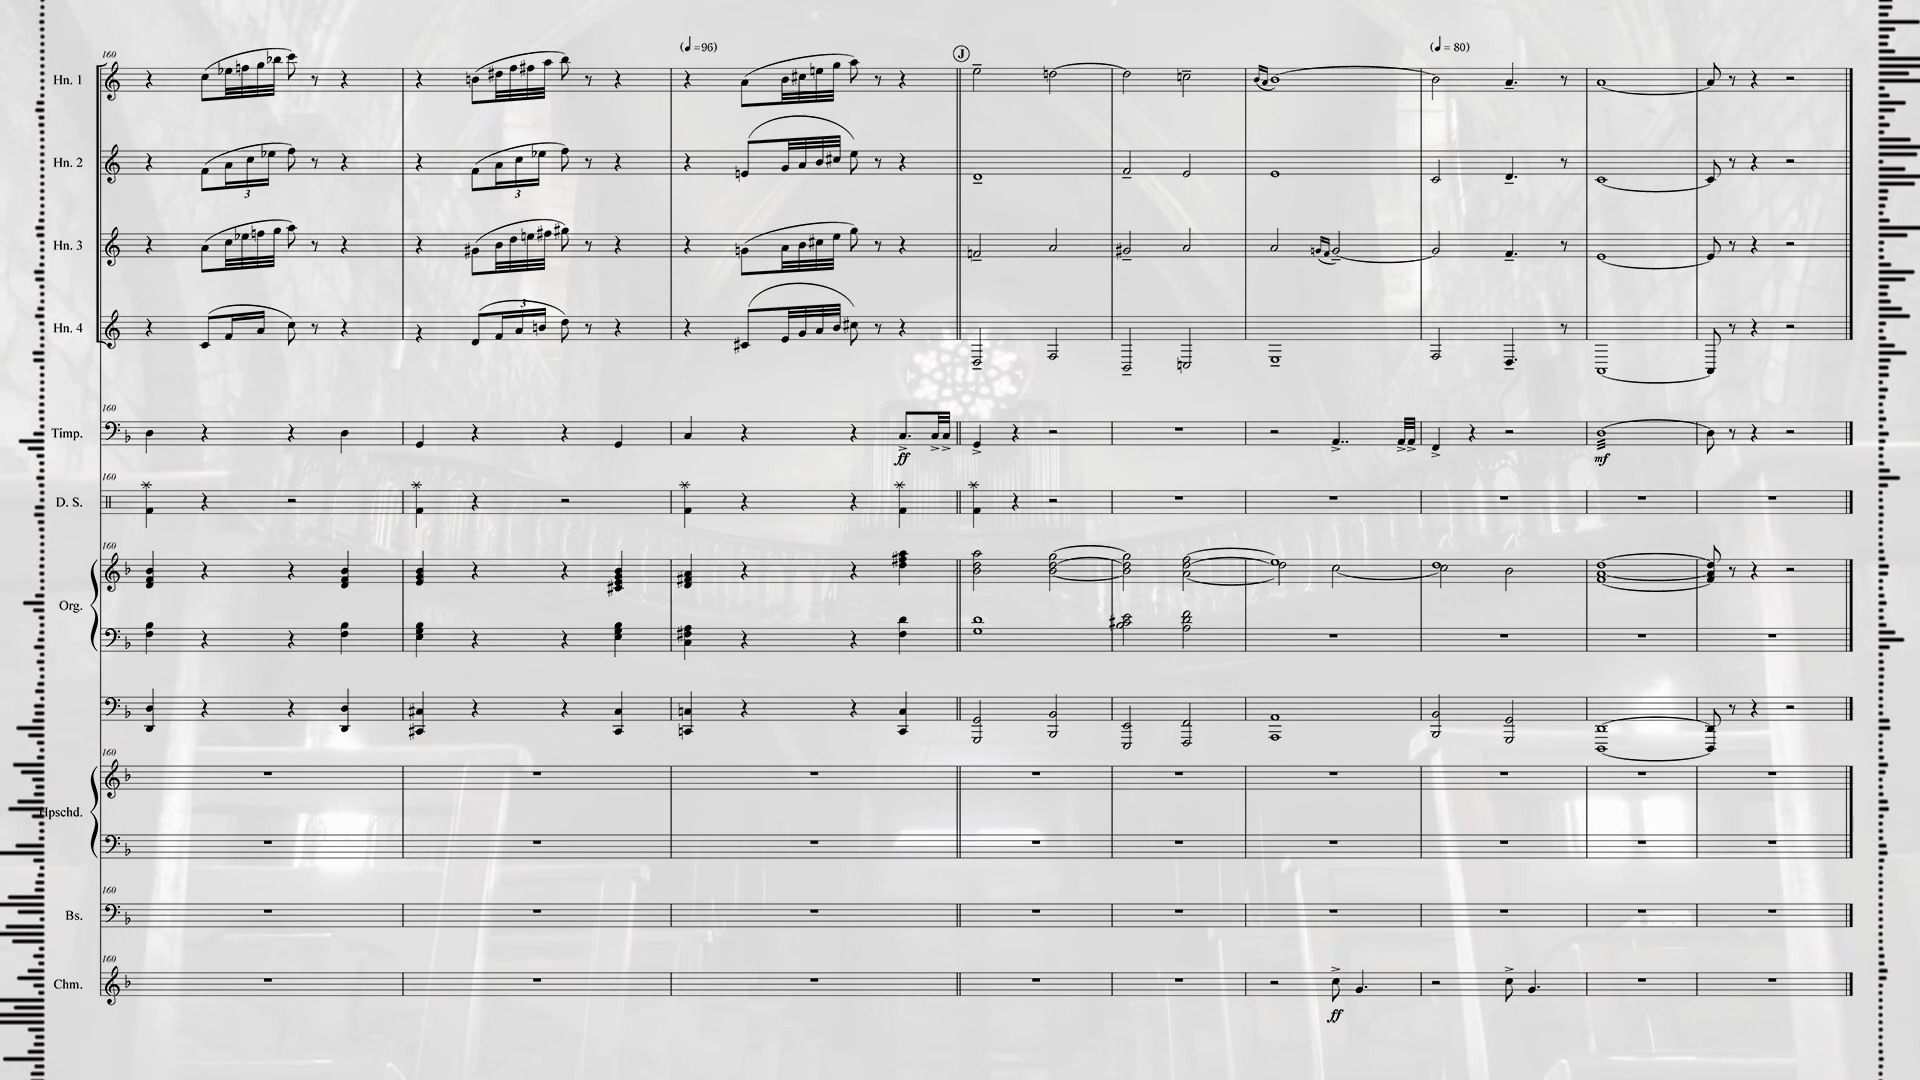 (♩=96)
J
(♩= 80)
160
Hn. 1
Hn. 2
3
3
Hn. 3
Hn. 4
3
160
Timp.
ff
mf
160
D. S.
160
Org.
160
Hpschd.
160
Bs.
160
Chm.
ff